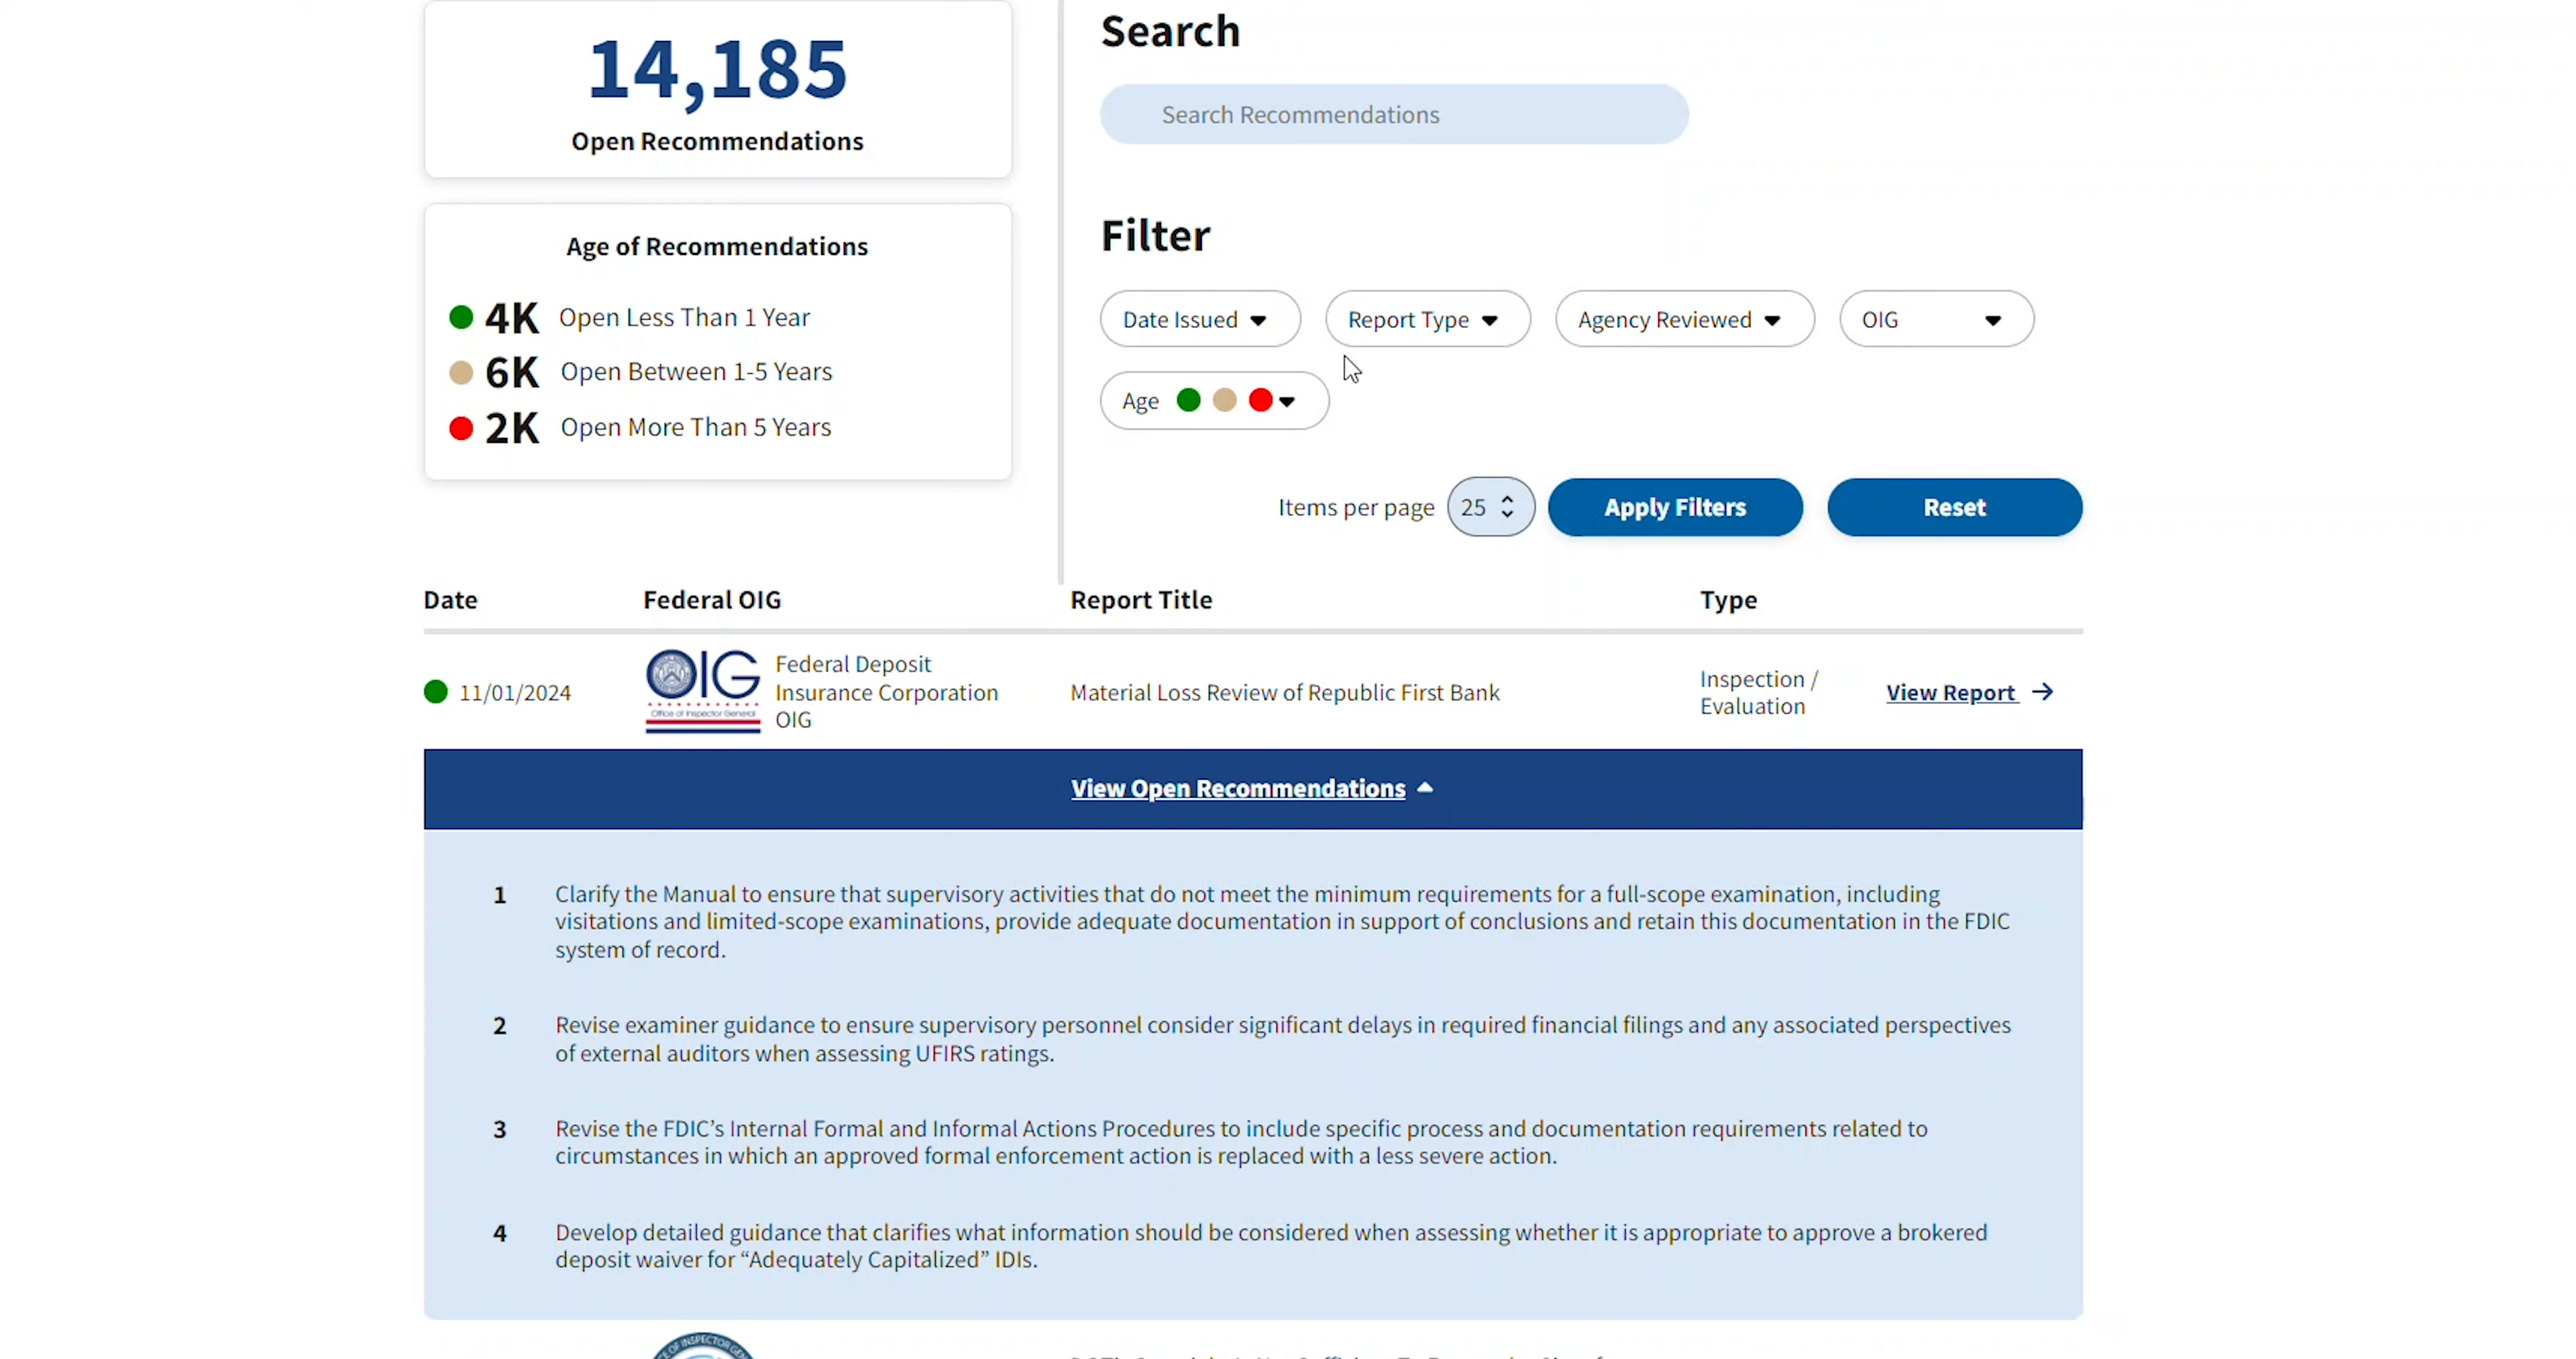 14,185
Open Recommendations
Age of Recommendations
4K Open Less Than 1 Year
6K Open Between 1-5 Years
2K Open More Than 5 Years
Search
Search Recommendations
Filter
Date Issued
Report Type
Agency Reviewed
OIG
Age
Items per page 25
Apply Filters
Reset
Date
Federal OIG
Report Title
Type
11/01/2024
OIG
Office of Inspector General
Federal Deposit
Insurance Corporation
OIG
Material Loss Review of Republic First Bank
Inspection /
Evaluation
View Report
View Open Recommendations
1 Clarify the Manual to ensure that supervisory activities that do not meet the minimum requirements for a full-scope examination, including
visitations and limited-scope examinations, provide adequate documentation in support of conclusions and retain this documentation in the FDIC
system of record.
2 Revise examiner guidance to ensure supervisory personnel consider significant delays in required financial filings and any associated perspectives
of external auditors when assessing UFIRS ratings.
3 Revise the FDIC’s Internal Formal and Informal Actions Procedures to include specific process and documentation requirements related to
circumstances in which an approved formal enforcement action is replaced with a less severe action.
4 Develop detailed guidance that clarifies what information should be considered when assessing whether it is appropriate to approve a brokered
deposit waiver for “Adequately Capitalized” IDIs.
OF INSPECTOR